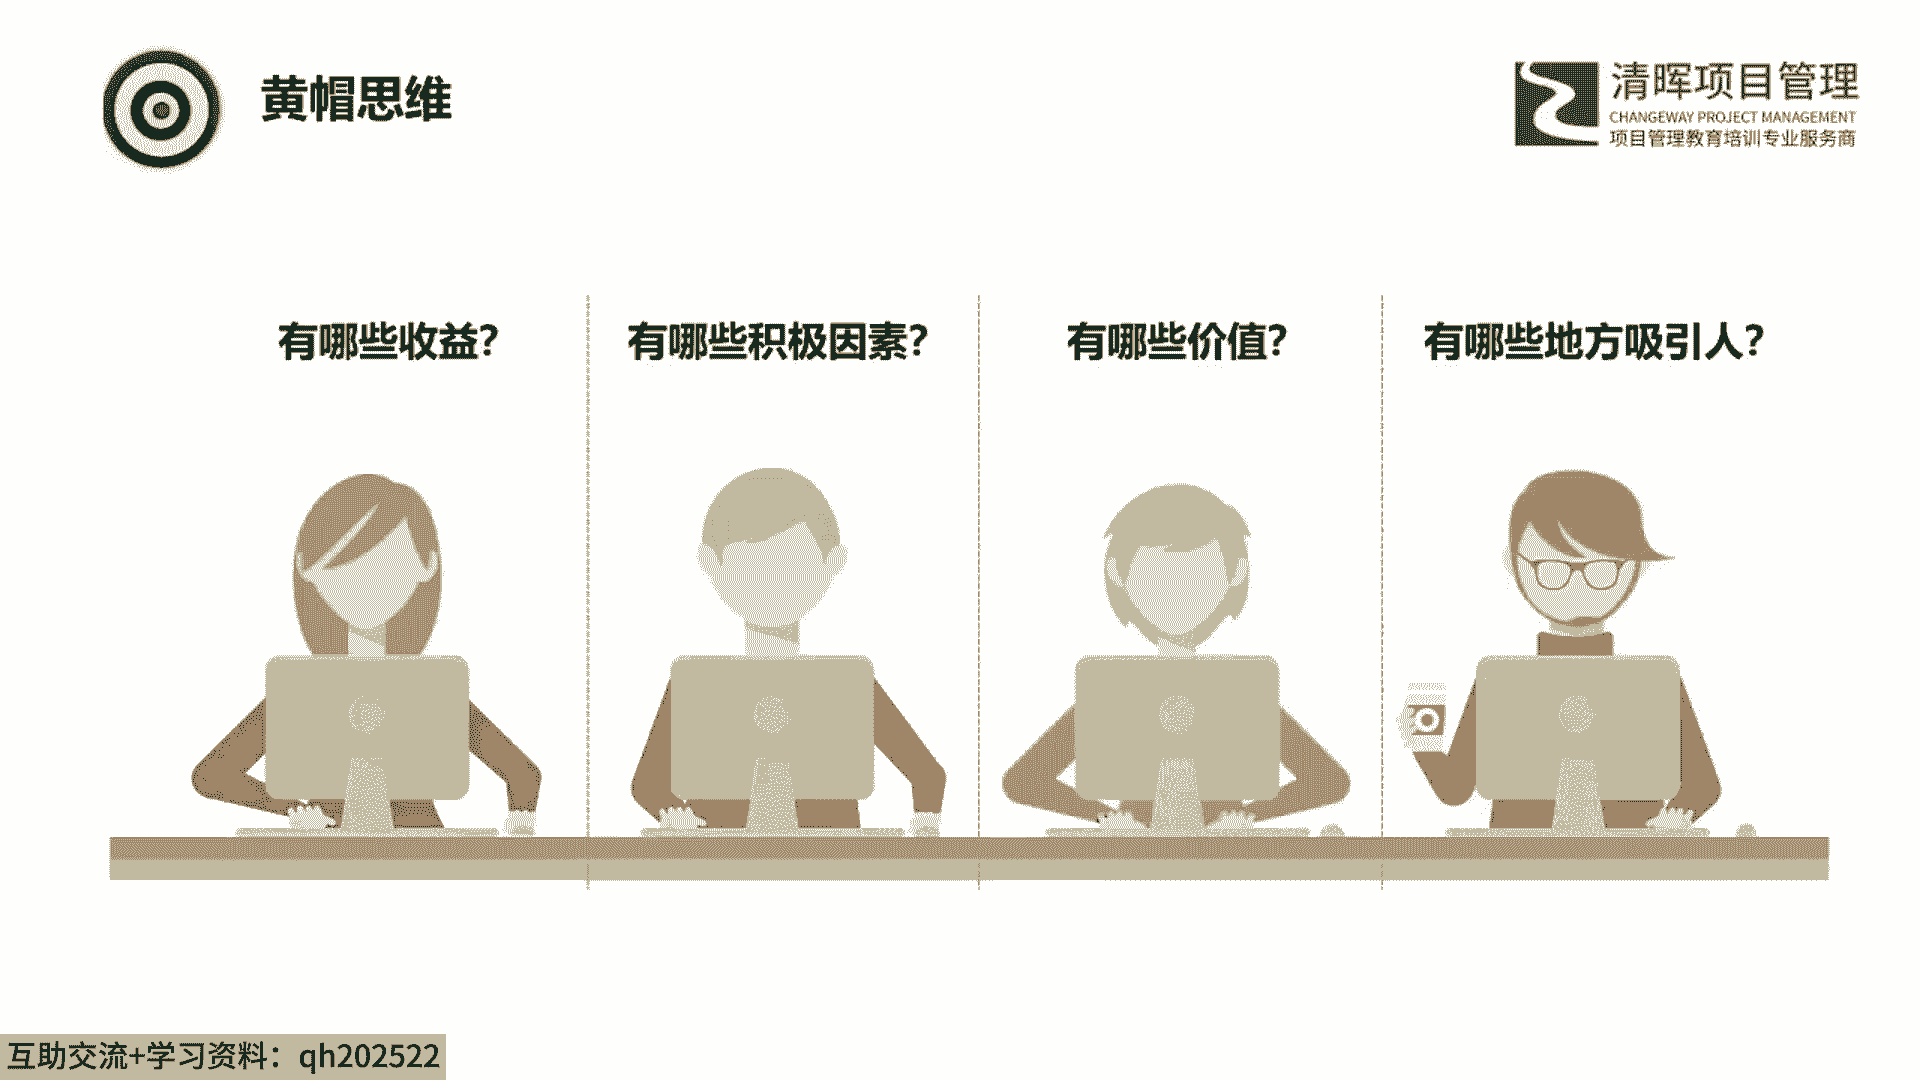 黄帽思维
清晖项目管理
CHANGEWAY PROJECT MANAGEMENT
项目管理教育培训专业服务商
有哪些收益?
有哪些积极因素?
有哪些价值?
有哪些地方吸引人?
互助交流+学习资料：qh202522